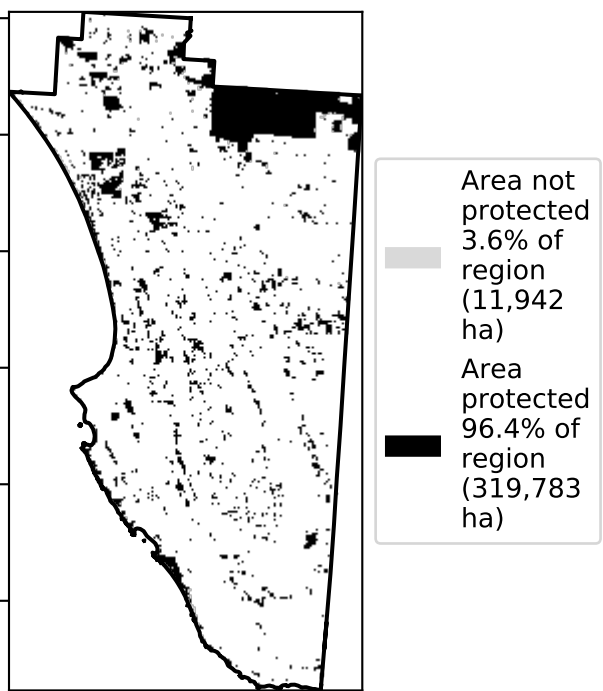 Area not
protected
3.6% of
region
(11,942
ha)
Area
protected
96.4% of
region
(319,783
ha)